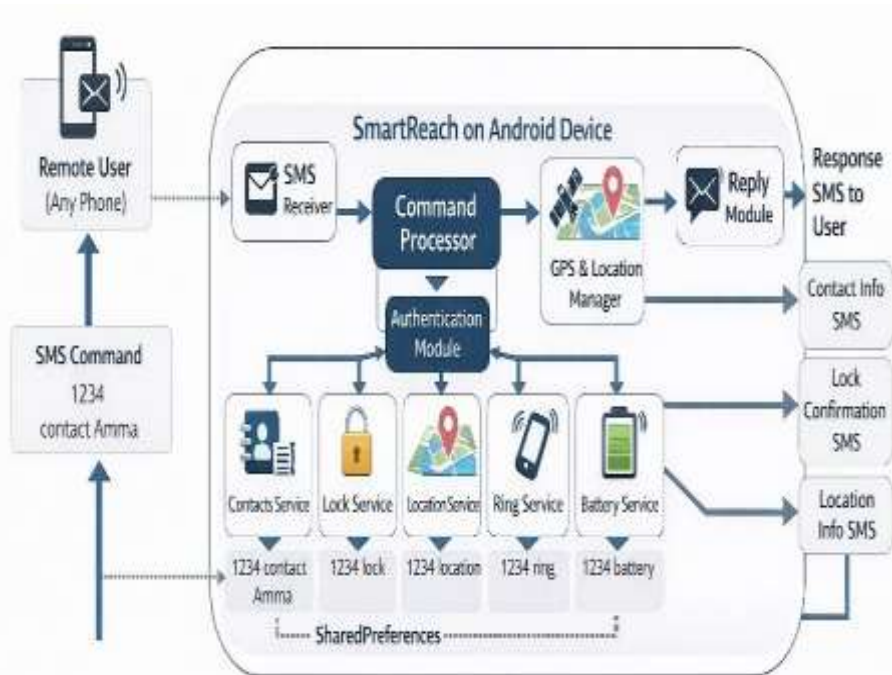 SmartReach on Android Device
Remote User
(Any Phone)
SMS
Receiver
Command
Processor
GPS & Location
Manager
Reply
Module
Response
SMS to
User
Authentication
Module
Contact Info
SMS
SMS Command
1234
contact Amma
Lock
Confirmation
SMS
Contacts Service
Lock Service
Location Service
Ring Service
Battery Service
Location
Info SMS
1234 contact
Amma
1234 lock
1234 location
1234 ring
1234 battery
SharedPreferences